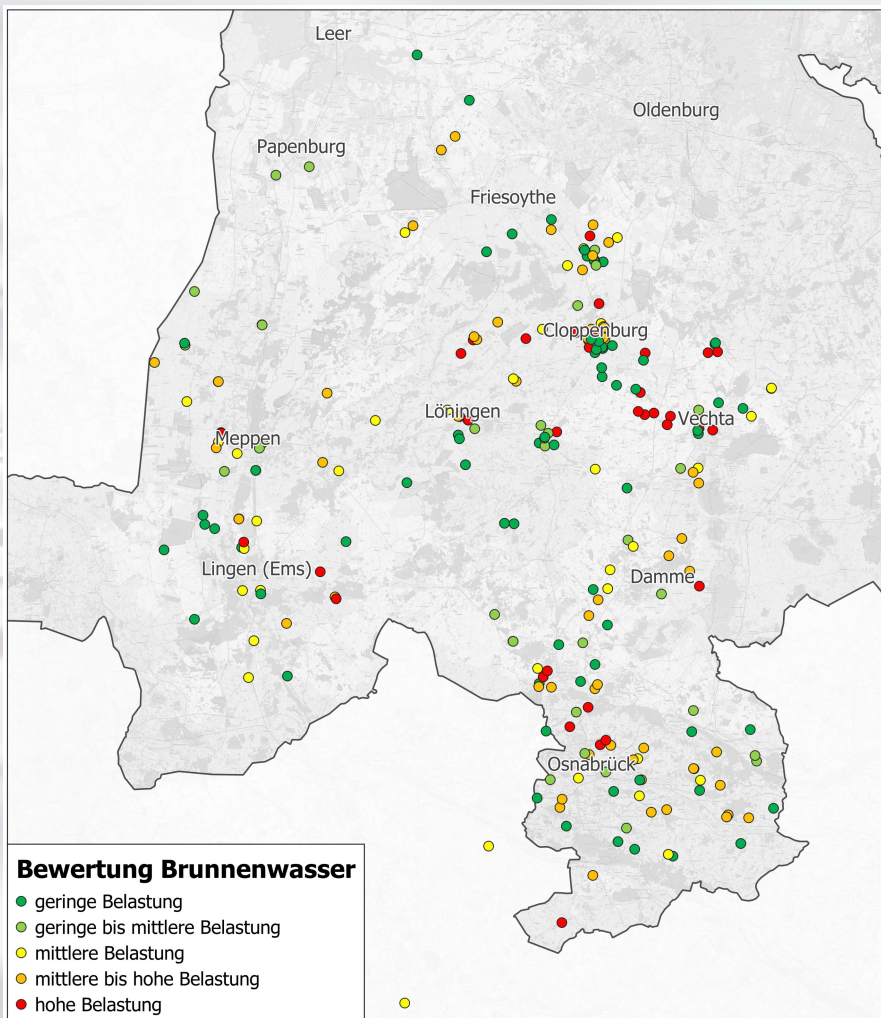 Leer
Oldenburg
Papenburg
Friesoythe
Cloppenburg
Löningen
Vechta
Meppen
Lingen (Ems)
Damme
Osnabrück
Bewertung Brunnenwasser
geringe Belastung
geringe bis mittlere Belastung
mittlere Belastung
mittlere bis hohe Belastung
hohe Belastung